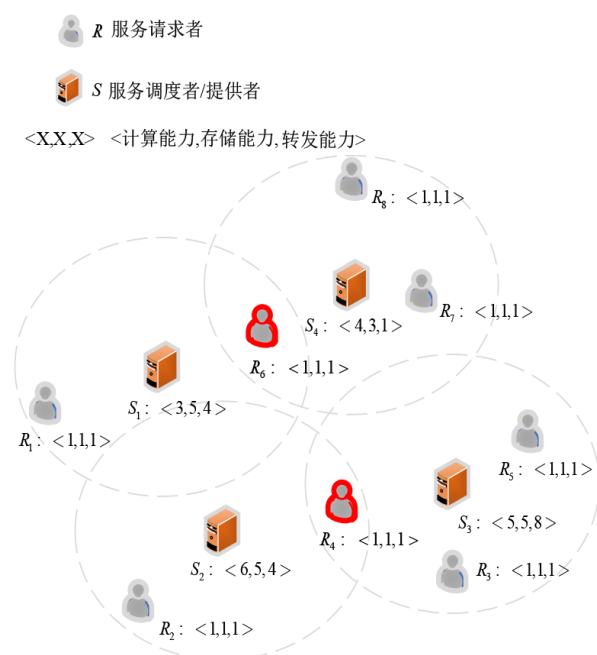 R 服务请求者
S 服务调度者/提供者
<X,X,X> <计算能力,存储能力,转发能力>
R8: <1,1,1>
R7: <1,1,1>
S4: <4,3,1>
R6: <1,1,1>
S1: <3,5,4>
R1: <1,1,1>
R5: <1,1,1>
S3: <5,5,8>
R4: <1,1,1>
S2: <6,5,4>
R3: <1,1,1>
R2: <1,1,1>